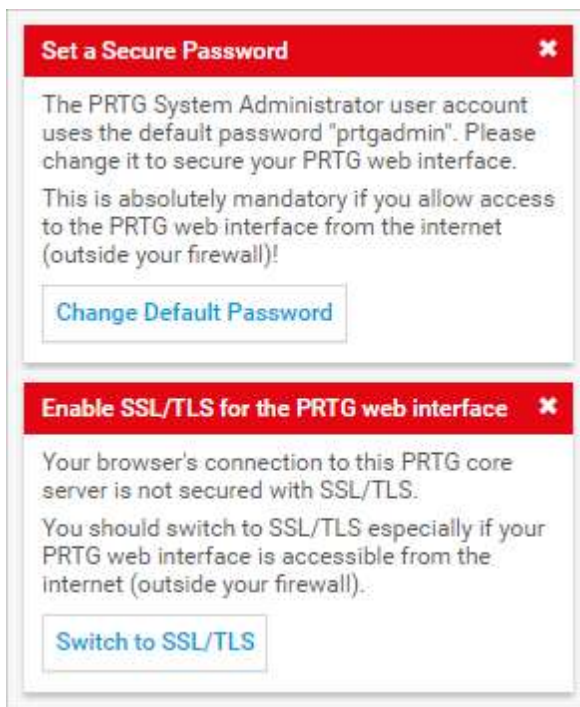 Set a Secure Password
The PRTG System Administrator user account
uses the default password "prtgadmin". Please
change it to secure your PRTG web interface.
This is absolutely mandatory if you allow access
to the PRTG web interface from the internet
(outside your firewall)!
Change Default Password
Enable SSL/TLS for the PRTG web interface
Your browser's connection to this PRTG core
server is not secured with SSL/TLS.
You should switch to SSL/TLS especially if your
PRTG web interface is accessible from the
internet (outside your firewall).
Switch to SSL/TLS